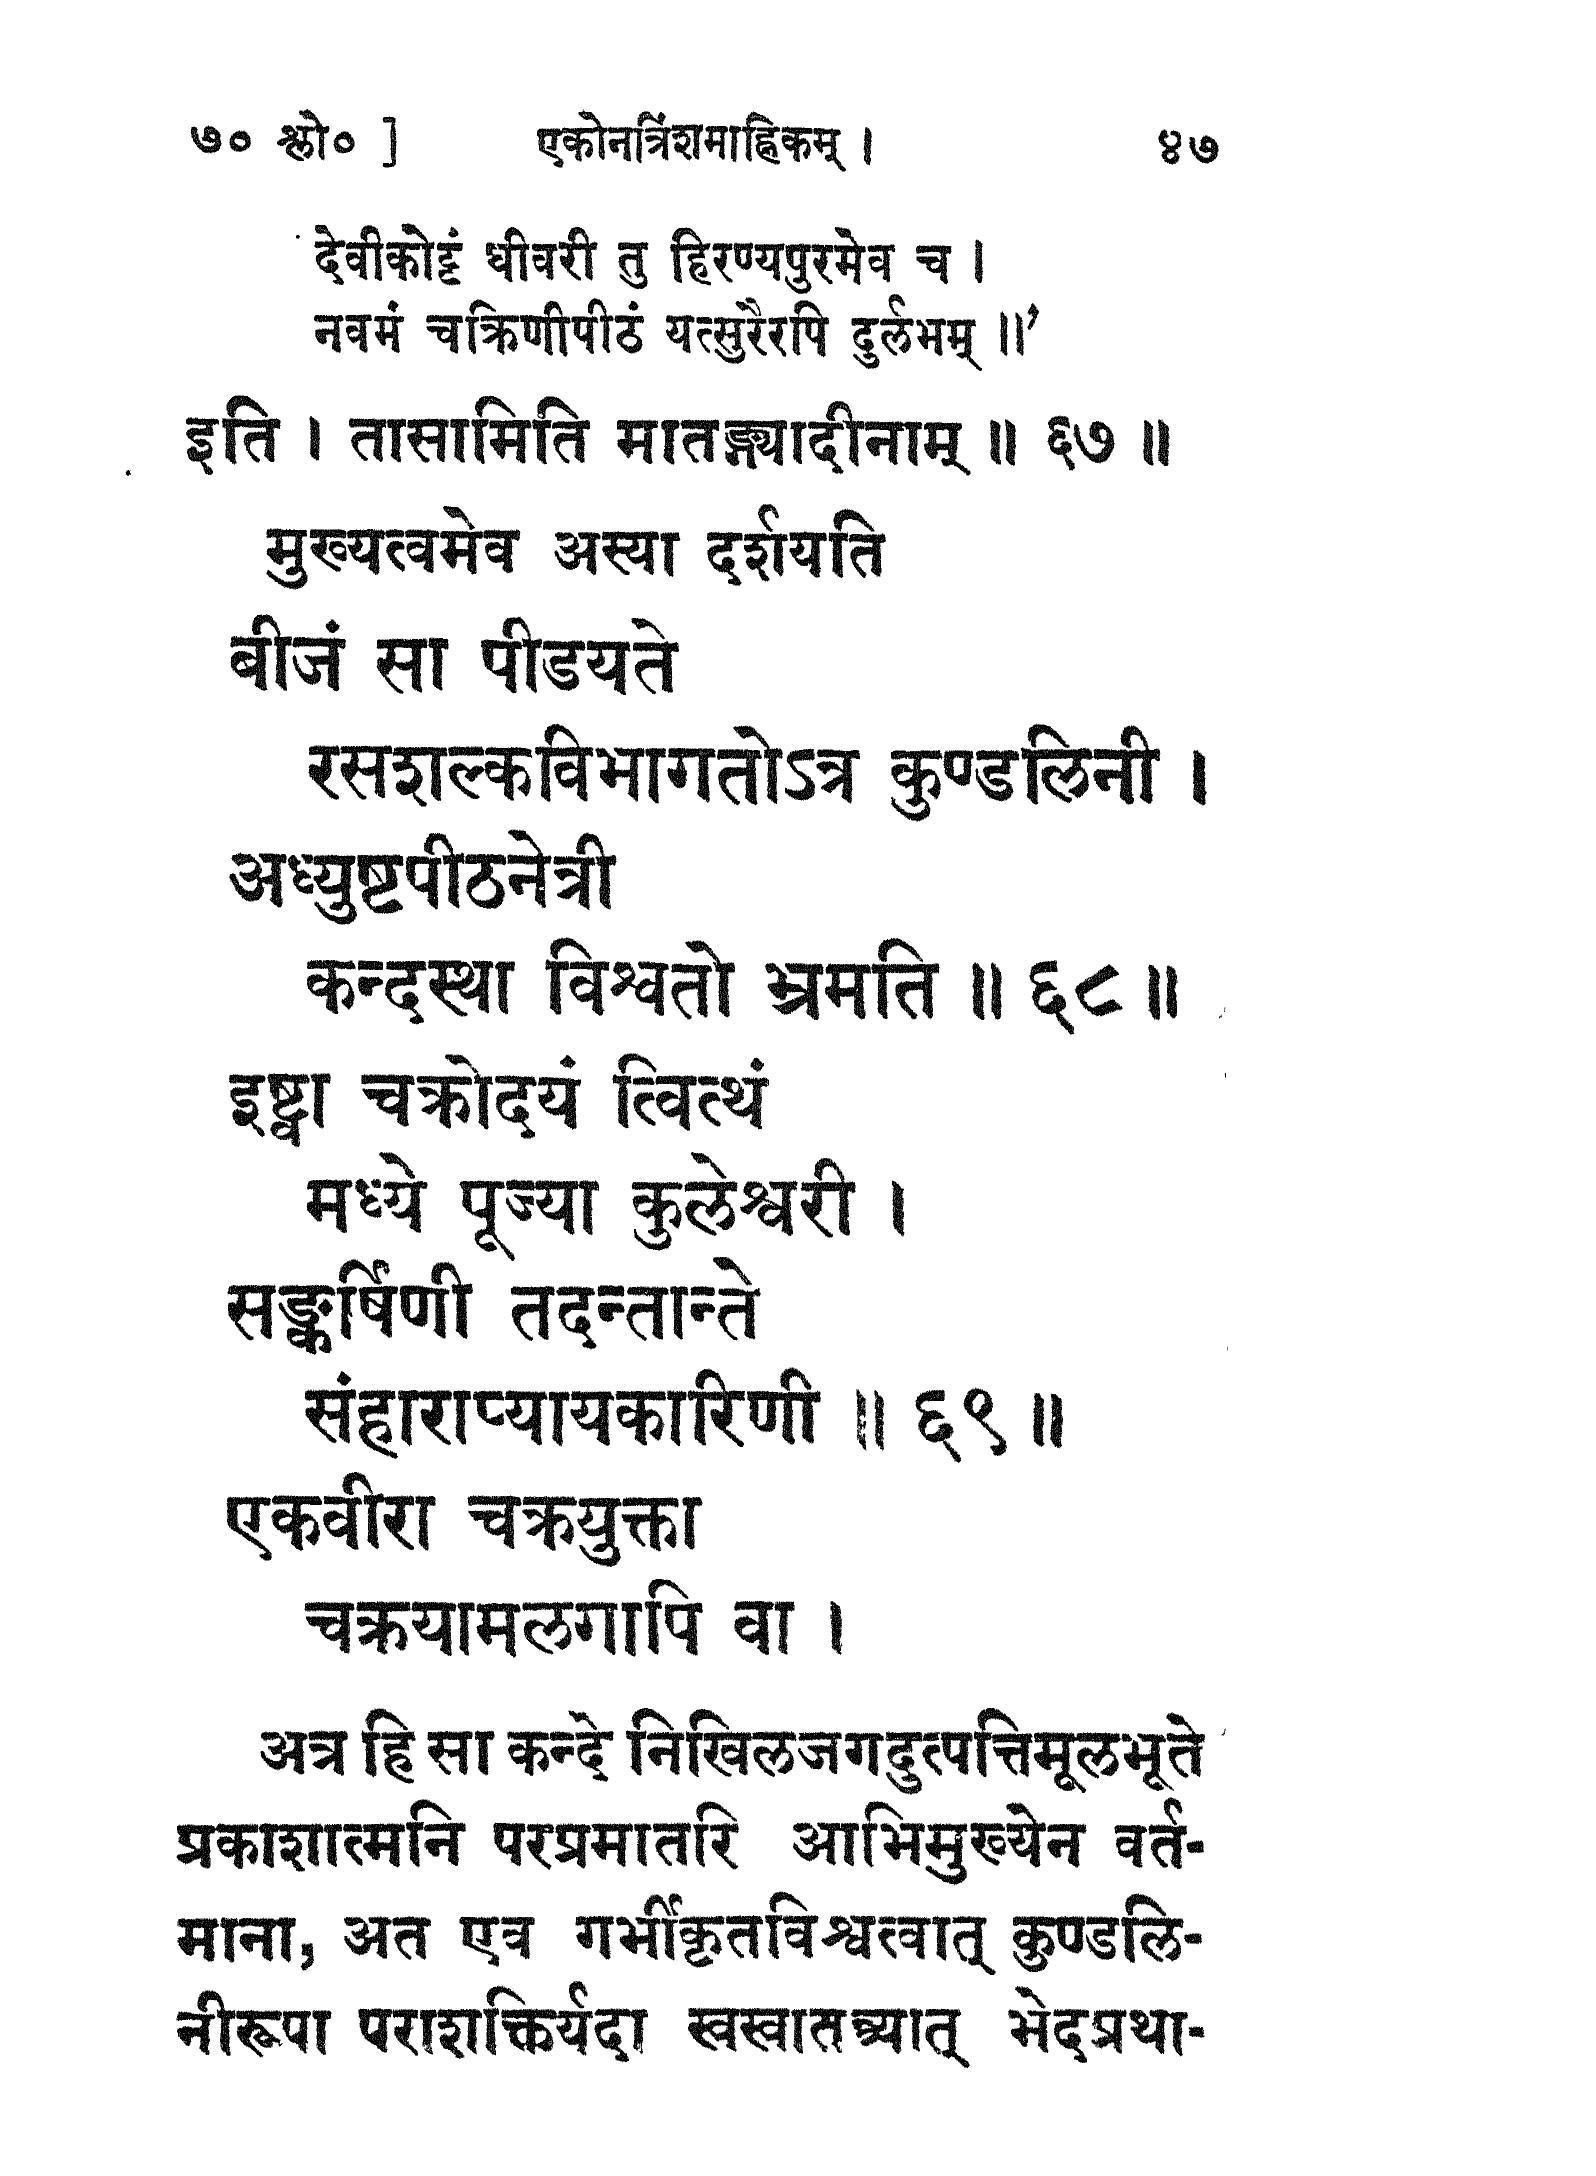 ७० श्लो० ] एकोनत्रिंशमाह्निकम् । ४७
देवीकोट्टं धीवरी तु हिरण्यपुरमेव च ।
नवमं चक्रिणीपीठं यत्सुरैरपि दुर्लभम् ॥’
इति । तासामिति मातङ्ग्यादीनाम् ॥ ६७ ॥
मुख्यत्वमेव अस्या दर्शयति
बीजं सा पीडयते
रसशल्कविभागतोऽत्र कुण्डलिनी ।
अध्युष्टपीठनेत्री
कन्दस्था विश्वतो भ्रमति ॥ ६८ ॥
इष्ट्वा चक्रोदयं त्वित्थं
मध्ये पूज्या कुलेश्वरी ।
सङ्कर्षिणी तदन्तान्ते
संहाराप्यायकारिणी ॥ ६९ ॥
एकवीरा चक्रयुक्ता
चक्रयामलगापि वा ।
अत्र हि सा कन्दे निखिलजगदुत्पत्तिमूलभूते
प्रकाशात्मनि परप्रमातरि आभिमुख्येन वर्त-
माना, अत एव गर्भीकृतविश्वत्वात् कुण्डलि-
नीरूपा पराशक्तिर्यदा स्वस्वातन्त्र्यात् भेदप्रथा-